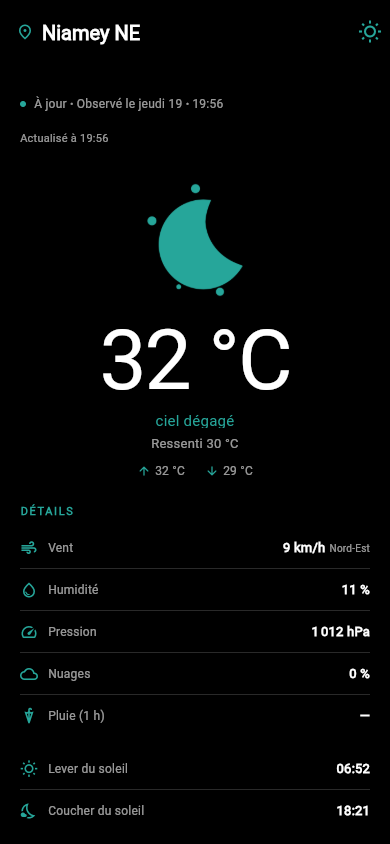 Niamey NE
À jour • Observé le jeudi 19 • 19:56
Actualisé à 19:56
32 °C
ciel dégagé
Ressenti 30 °C
32 °C 29 °C
DÉTAILS
Vent 9 km/h Nord-Est
Humidité 11 %
Pression 1 012 hPa
Nuages 0 %
Pluie (1 h) —
Lever du soleil 06:52
Coucher du soleil 18:21